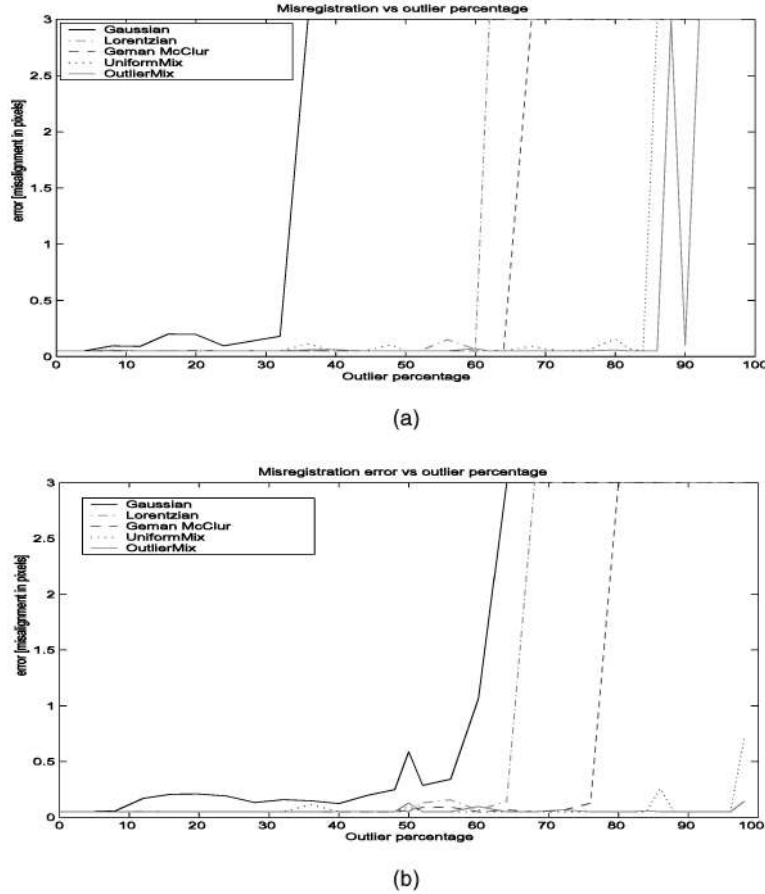 Misregistration vs outlier percentage
3
2.5
2
1.5
1
0.5
0
error [misalignment in pixels]
Gaussian
Lorentzian
Geman McClur
UniformMix
OutlierMix
0 10 20 30 40 50 60 70 80 90 100
Outlier percentage
(a)
Misregistration error vs outlier percentage
3
2.5
2
1.5
1
0.5
0
error [misalignment in pixels]
Gaussian
Lorentzian
Geman McClur
UniformMix
OutlierMix
0 10 20 30 40 50 60 70 80 90 100
Outlier percentage
(b)